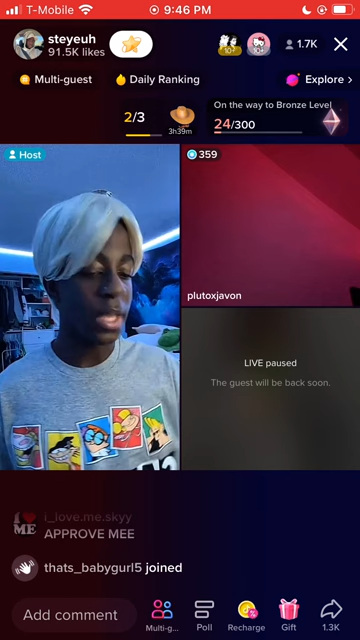 T-Mobile 9:46 PM
steyeuh
91.5K likes
10+
10+
1.7K
Multi-guest
Daily Ranking
Explore >
2/3
3h39m
On the way to Bronze Level
24/300
Host
359
plutoxjavon
LIVE paused
The guest will be back soon.
I ME
i_love.me.skyy
APPROVE MEE
thats_babygurl5 joined
Add comment
Multi-g...
Poll
Recharge
Gift
1.3K